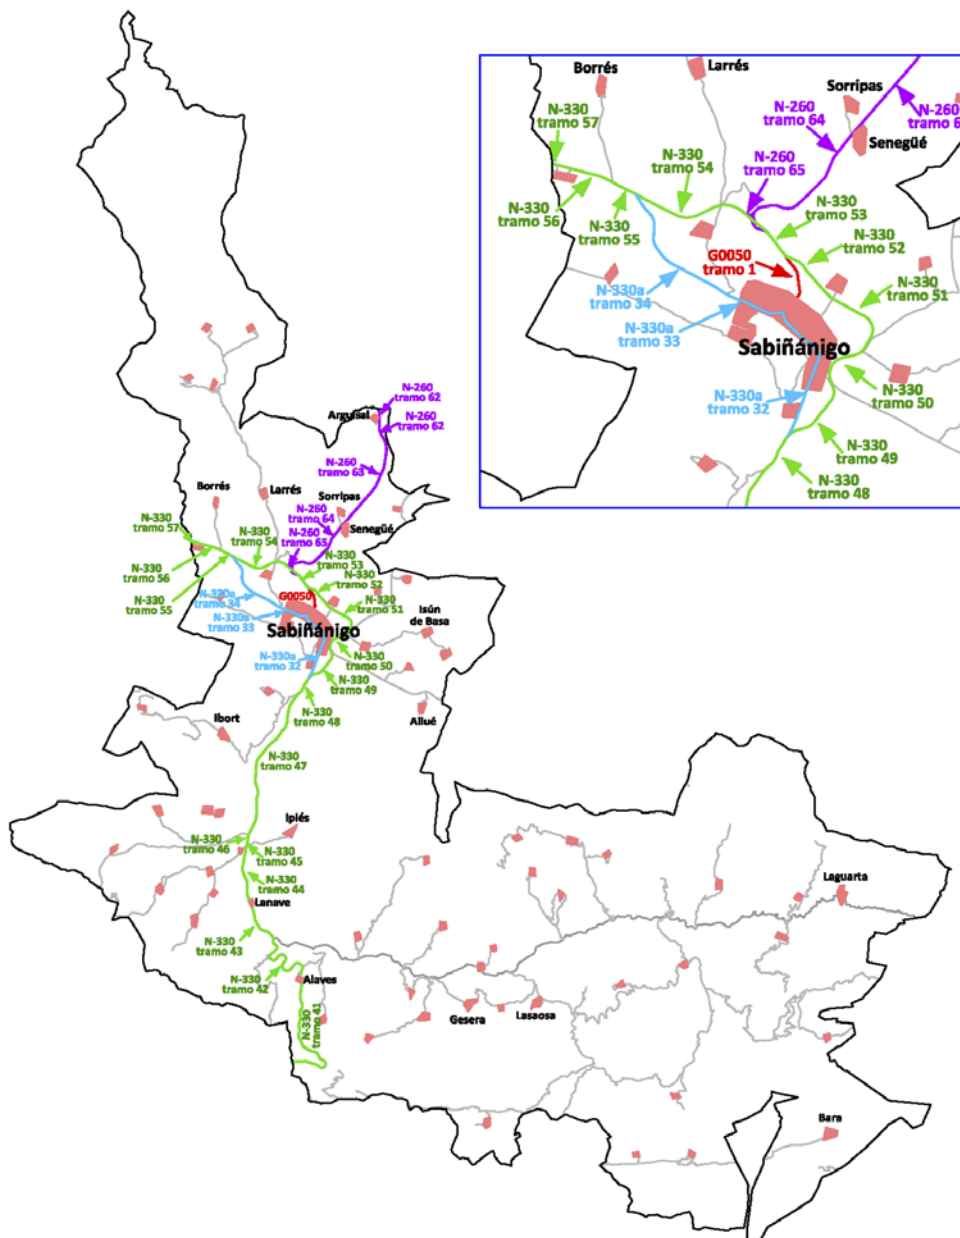 Borrés
Larrés
Sorripas
Senegüé
N-330
tramo 57
N-260
tramo 64
N-260
N-330
tramo 54
N-260
tramo 65
N-330
tramo 56
N-330
tramo 55
N-330
tramo 53
N-330
tramo 52
G0050
tramo 1
N-330
tramo 51
N-330a
tramo 34
N-330a
tramo 33
Sabiñánigo
N-330a
tramo 32
N-330
tramo 50
N-330
tramo 49
N-330
tramo 48
N-260
tramo 62
N-260
tramo 62
N-260
tramo 63
Borrés
Larrés
Sorripas
N-260
tramo 64
Senegüé
N-330
tramo 57
N-330
tramo 54
N-260
tramo 65
N-330
tramo 56
N-330
tramo 53
N-330
tramo 52
N-330
tramo 55
N-330a
tramo 34
G0050
N-330
tramo 51
N-330a
tramo 33
Isún
de Basa
Sabiñánigo
N-330a
tramo 32
N-330
tramo 50
N-330
tramo 49
N-330
tramo 48
Allué
Ibort
N-330
tramo 47
Ipiés
N-330
tramo 46
N-330
tramo 45
N-330
tramo 44
Lanave
Laguarta
N-330
tramo 43
N-330
tramo 42
Alaves
N-330
tramo 41
Gesera
Lasaosa
Bara